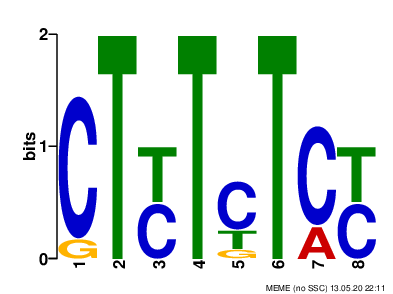 2
1
0
bits
C T T T C T C T
G C T A C
G
1 2 3 4 5 6 7 8
MEME (no SSC) 13.05.20 22:11